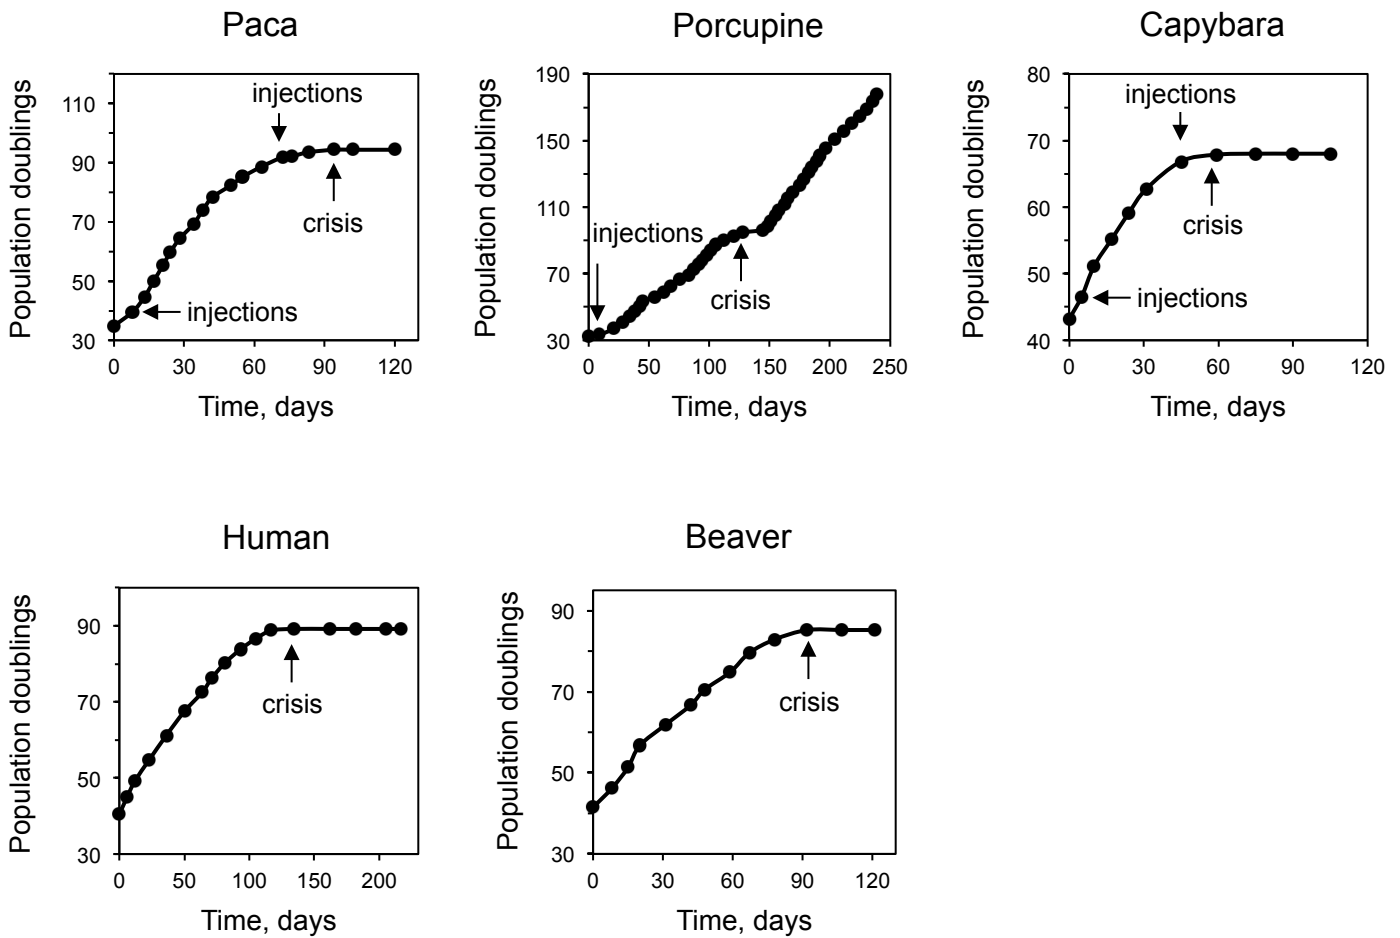 Paca
Population doublings
110
90
70
50
30
injections
crisis
injections
0 30 60 90 120
Time, days
Porcupine
Population doublings
190
150
110
70
30
injections
crisis
0 50 100 150 200 250
Time, days
Capybara
Population doublings
80
70
60
50
40
injections
crisis
injections
0 30 60 90 120
Time, days
Human
Population doublings
90
70
50
30
crisis
0 50 100 150 200
Time, days
Beaver
Population doublings
90
70
50
30
crisis
0 30 60 90 120
Time, days